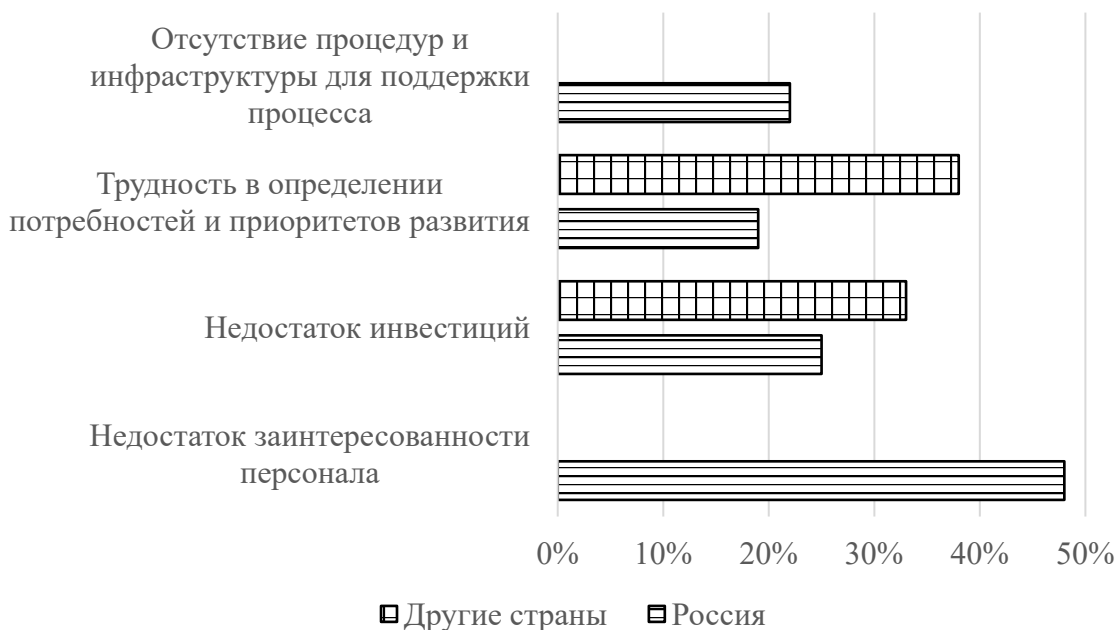 Отсутствие процедур и
инфраструктуры для поддержки
процесса
Трудность в определении
потребностей и приоритетов развития
Недостаток инвестиций
Недостаток заинтересованности
персонала
0% 10% 20% 30% 40% 50%
Другие страны Россия